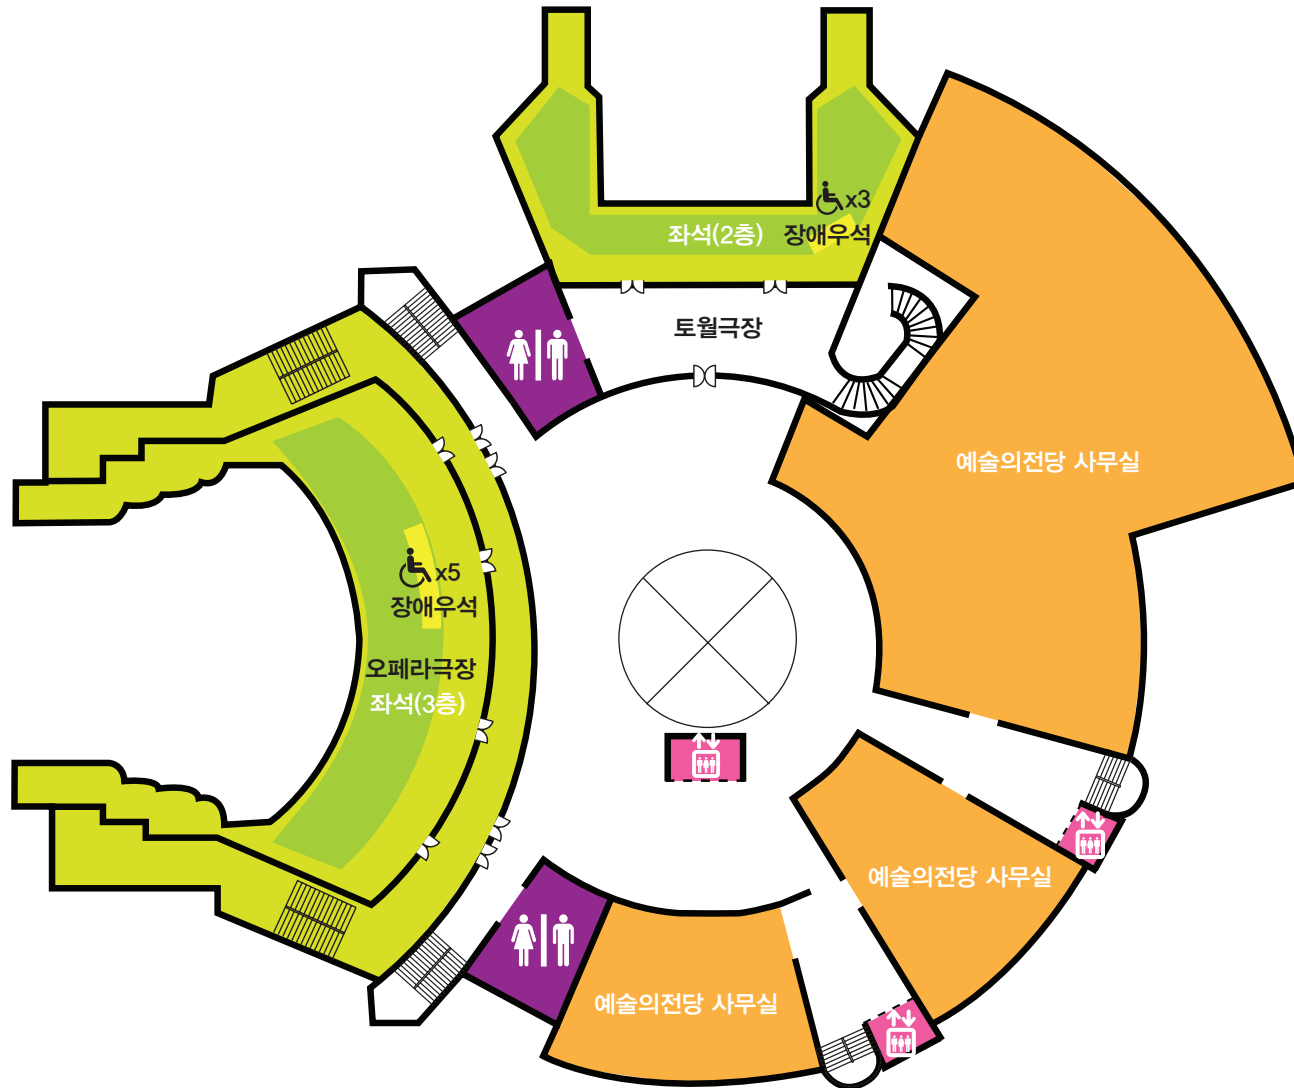 x3
좌석(2층)
장애우석
토월극장
예술의전당 사무실
x5
장애우석
오페라극장
좌석(3층)
예술의전당 사무실
예술의전당 사무실